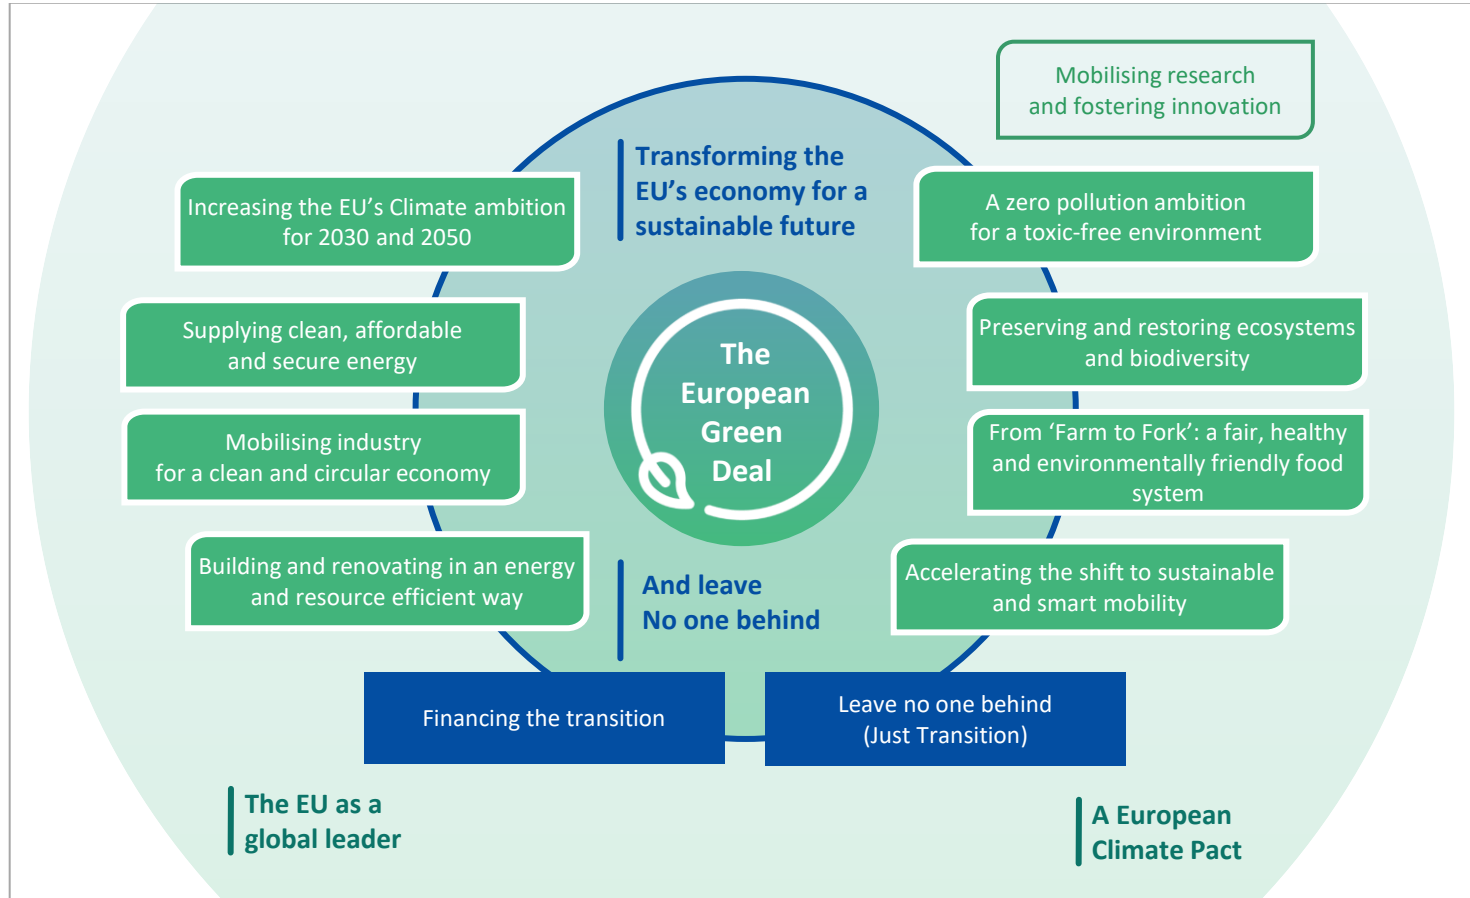 Mobilising research
and fostering innovation
Transforming the
EU’s economy for a
sustainable future
Increasing the EU’s Climate ambition
for 2030 and 2050
A zero pollution ambition
for a toxic-free environment
Supplying clean, affordable
and secure energy
Preserving and restoring ecosystems
and biodiversity
The
European
Green
Deal
Mobilising industry
for a clean and circular economy
From ‘Farm to Fork’: a fair, healthy
and environmentally friendly food
system
Building and renovating in an energy
and resource efficient way
And leave
No one behind
Accelerating the shift to sustainable
and smart mobility
Financing the transition
Leave no one behind
(Just Transition)
The EU as a
global leader
A European
Climate Pact